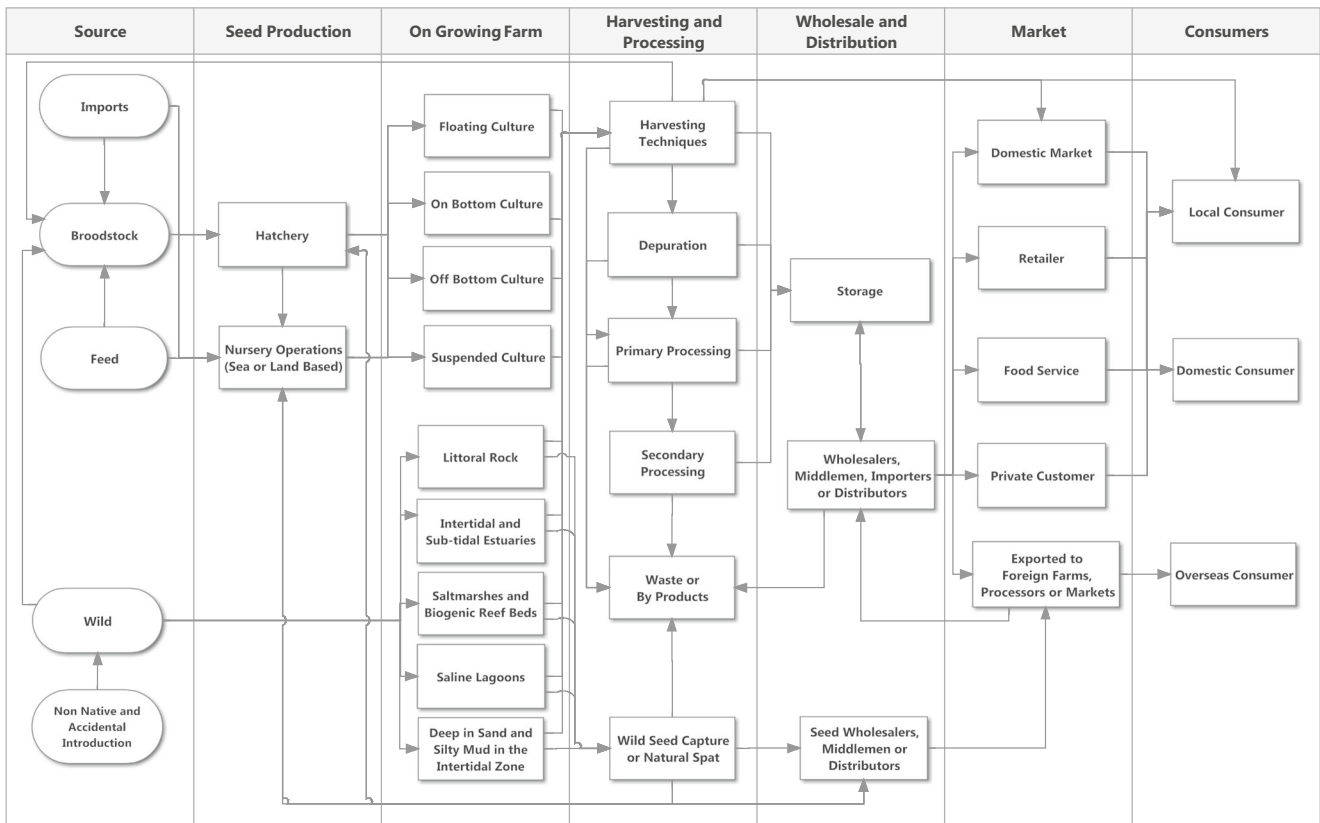 Source
Seed Production
On Growing Farm
Harvesting and
Processing
Wholesale and
Distribution
Market
Consumers
Imports
Broodstock
Feed
Wild
Non Native and
Accidental
Introduction
Hatchery
Nursery Operations
(Sea or Land Based)
Floating Culture
On Bottom Culture
Off Bottom Culture
Suspended Culture
Littoral Rock
Intertidal and
Sub-tidal Estuaries
Saltmarshes and
Biogenic Reef Beds
Saline Lagoons
Deep in Sand and
Silty Mud in the
Intertidal Zone
Harvesting
Techniques
Depuration
Primary Processing
Secondary
Processing
Waste or
By Products
Wild Seed Capture
or Natural Spat
Storage
Wholesalers,
Middlemen, Importers
or Distributors
Seed Wholesalers,
Middlemen or
Distributors
Domestic Market
Retailer
Food Service
Private Customer
Exported to
Foreign Farms,
Processors or Markets
Local Consumer
Domestic Consumer
Overseas Consumer